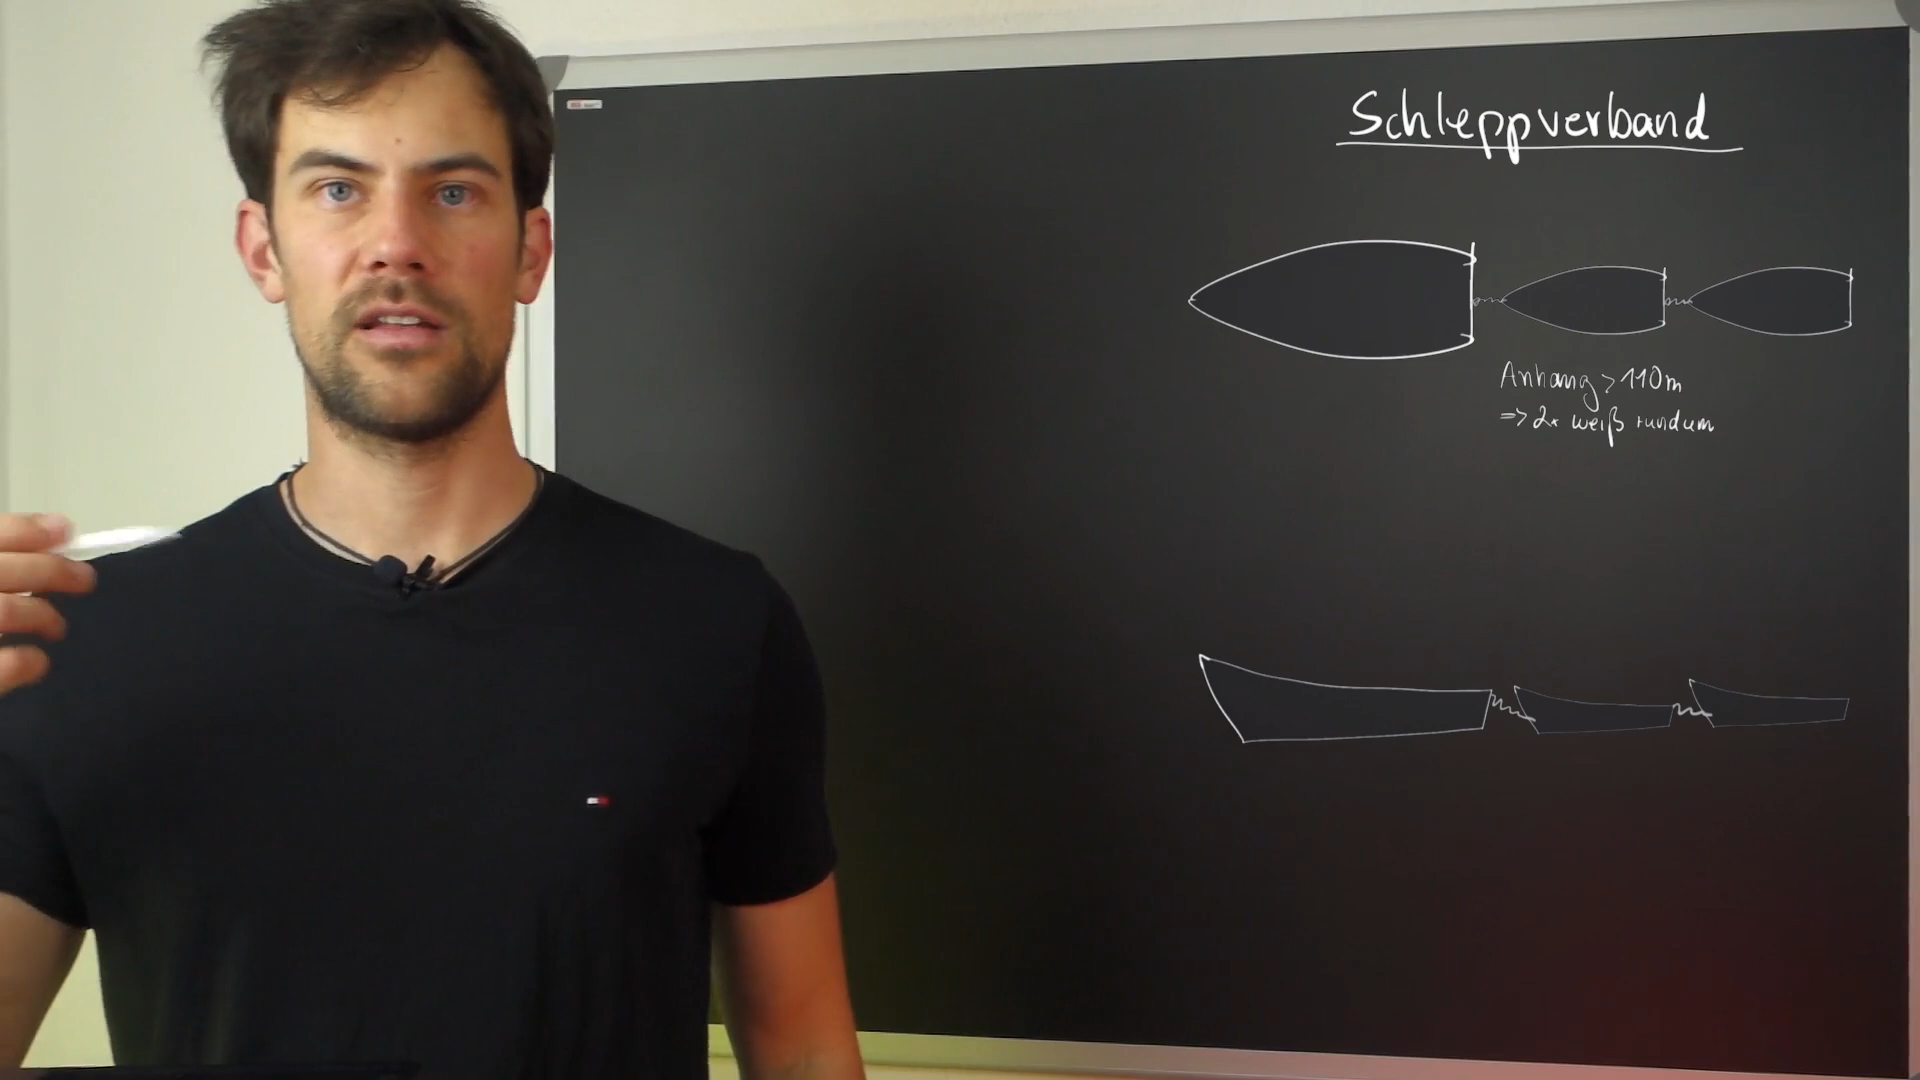 Schleppverband
Anhang > 110m
=> 2x weiß rundum